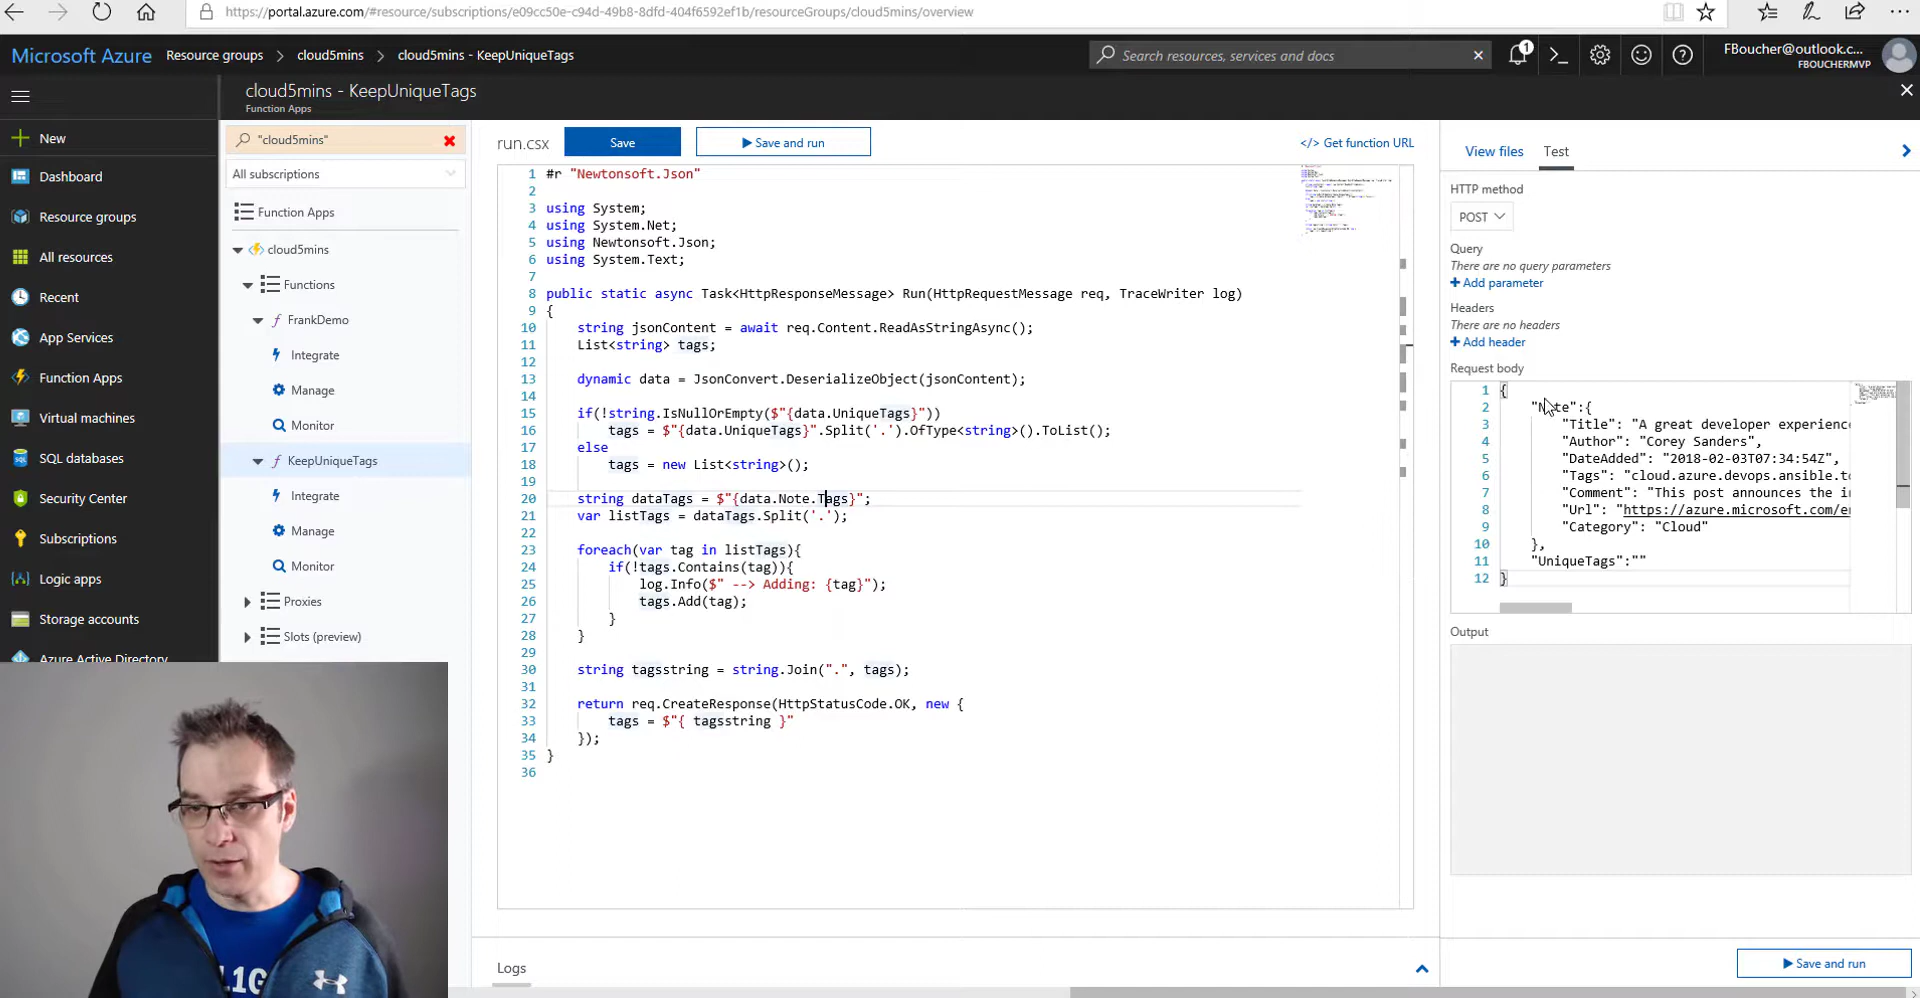 https://portal.azure.com/#resource/subscriptions/e09cc50e-c94d-49b8-8dfd-404f6592ef1b/resourceGroups/cloud5mins/overview
Microsoft Azure Resource groups > cloud5mins > cloud5mins - KeepUniqueTags
Search resources, services and docs
1
FBoucher@outlook.c...
FBOUCHERMVP
cloud5mins - KeepUniqueTags
Function Apps
New
Dashboard
Resource groups
All resources
Recent
App Services
Function Apps
Virtual machines
SQL databases
Security Center
Subscriptions
Logic apps
Storage accounts
Azure Active Directory
"cloud5mins"
All subscriptions
Function Apps
cloud5mins
Functions
FrankDemo
Integrate
Manage
Monitor
KeepUniqueTags
Integrate
Manage
Monitor
Proxies
Slots (preview)
run.csx
Save
Save and run
</> Get function URL
1 #r "Newtonsoft.Json"
2
3 using System;
4 using System.Net;
5 using Newtonsoft.Json;
6 using System.Text;
7
8 public static async Task<HttpResponseMessage> Run(HttpRequestMessage req, TraceWriter log)
9 {
10 string jsonContent = await req.Content.ReadAsStringAsync();
11 List<string> tags;
12
13 dynamic data = JsonConvert.DeserializeObject(jsonContent);
14
15 if(!string.IsNullOrEmpty($"{data.UniqueTags}"))
16 tags = $"{data.UniqueTags}".Split('.').OfType<string>().ToList();
17 else
18 tags = new List<string>();
19
20 string dataTags = $"{data.Note.Tags}";
21 var listTags = dataTags.Split('.');
22
23 foreach(var tag in listTags){
24 if(!tags.Contains(tag)){
25 log.Info($" --> Adding: {tag}");
26 tags.Add(tag);
27 }
28 }
29
30 string tagsstring = string.Join(".", tags);
31
32 return req.CreateResponse(HttpStatusCode.OK, new {
33 tags = $"{ tagsstring }"
34 });
35 }
36
Logs
View files
Test
HTTP method
POST
Query
There are no query parameters
+ Add parameter
Headers
There are no headers
+ Add header
Request body
1 {
2 "Note":{
3 "Title": "A great developer experienc
4 "Author": "Corey Sanders",
5 "DateAdded": "2018-02-03T07:34:54Z",
6 "Tags": "cloud.azure.devops.ansible.to
7 "Comment": "This post announces the in
8 "Url": "https://azure.microsoft.com/en
9 "Category": "Cloud"
10 },
11 "UniqueTags":""
12 }
Output
Save and run